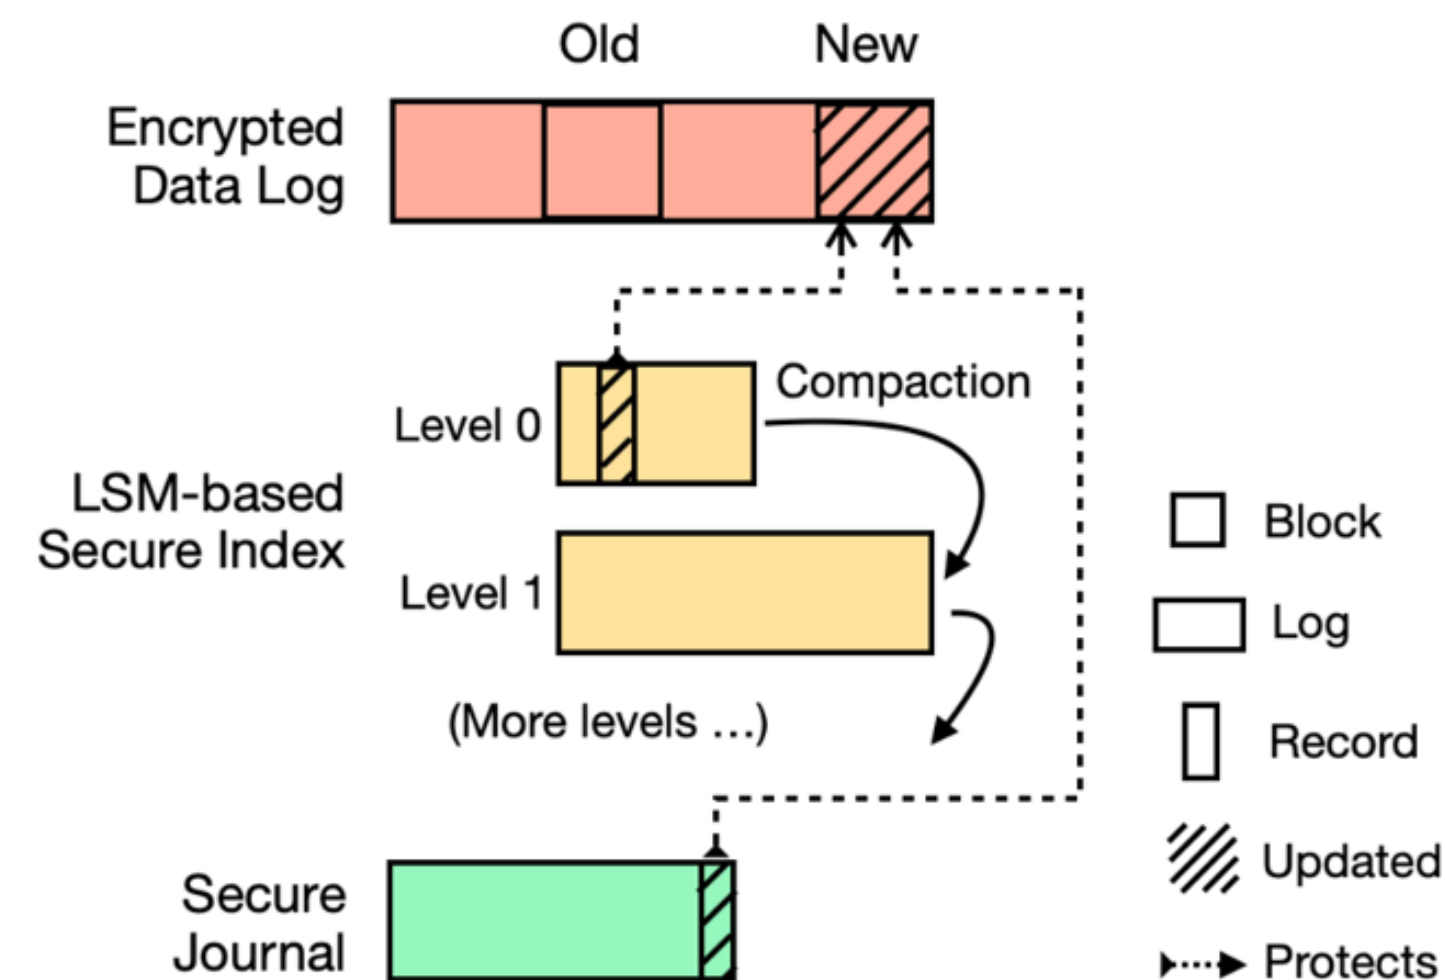 Old
New
Encrypted
Data Log
Compaction
Level 0
LSM-based
Secure Index
Level 1
(More levels ...)
Secure
Journal
Block
Log
Record
Updated
Protects